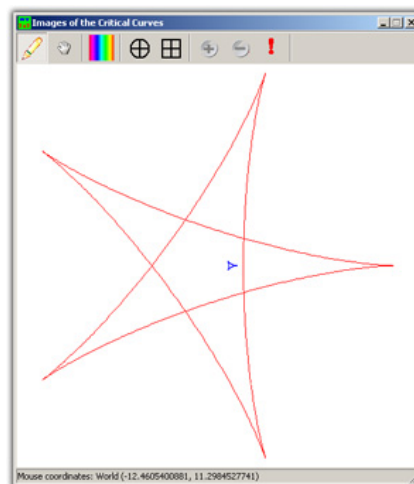 Images of the Critical Curves
Mouse coordinates: World (-12.4605400881, 11.2984527741)